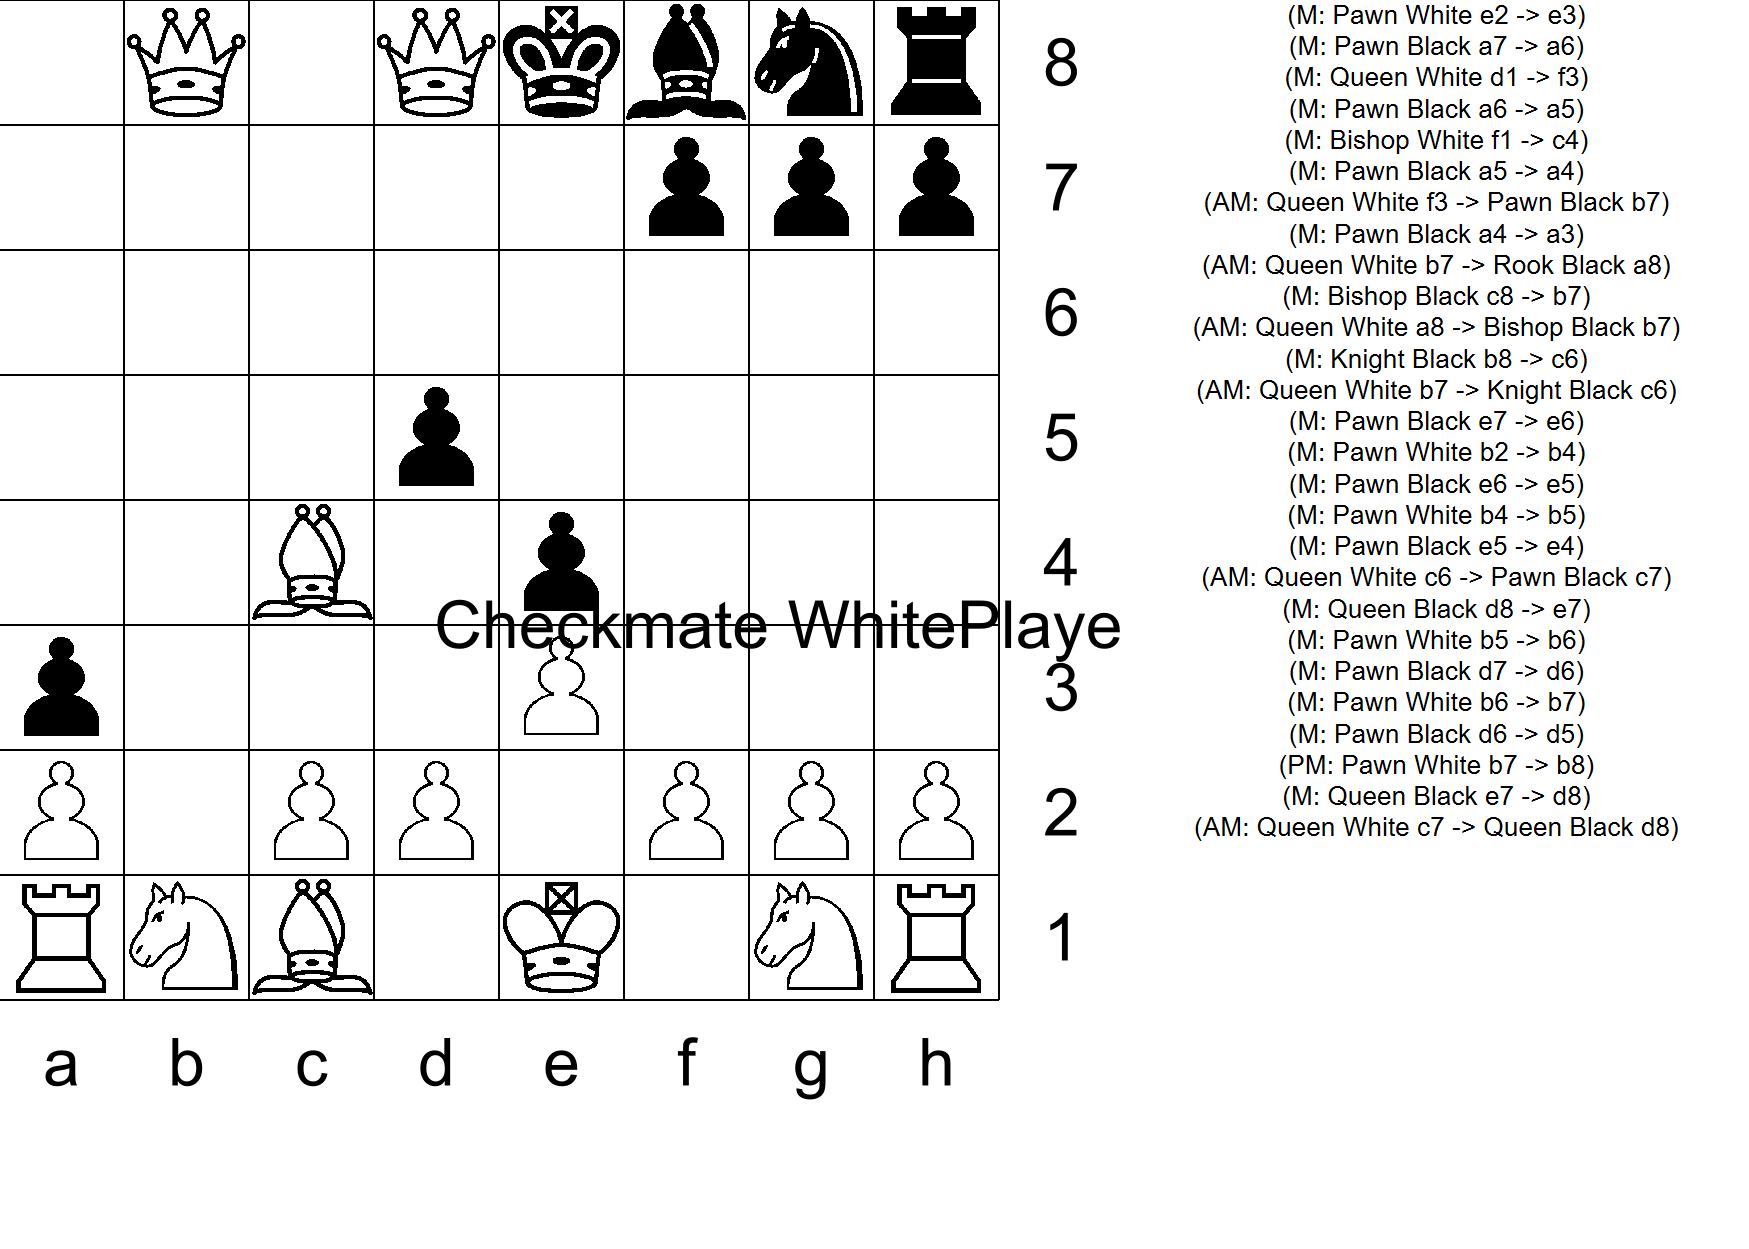 8
7
6
5
4
3
2
1
a b c d e f g h
Checkmate WhitePlaye
(M: Pawn White e2 -> e3)
(M: Pawn Black a7 -> a6)
(M: Queen White d1 -> f3)
(M: Pawn Black a6 -> a5)
(M: Bishop White f1 -> c4)
(M: Pawn Black a5 -> a4)
(AM: Queen White f3 -> Pawn Black b7)
(M: Pawn Black a4 -> a3)
(AM: Queen White b7 -> Rook Black a8)
(M: Bishop Black c8 -> b7)
(AM: Queen White a8 -> Bishop Black b7)
(M: Knight Black b8 -> c6)
(AM: Queen White b7 -> Knight Black c6)
(M: Pawn Black e7 -> e6)
(M: Pawn White b2 -> b4)
(M: Pawn Black e6 -> e5)
(M: Pawn White b4 -> b5)
(M: Pawn Black e5 -> e4)
(AM: Queen White c6 -> Pawn Black c7)
(M: Queen Black d8 -> e7)
(M: Pawn White b5 -> b6)
(M: Pawn Black d7 -> d6)
(M: Pawn White b6 -> b7)
(M: Pawn Black d6 -> d5)
(PM: Pawn White b7 -> b8)
(M: Queen Black e7 -> d8)
(AM: Queen White c7 -> Queen Black d8)